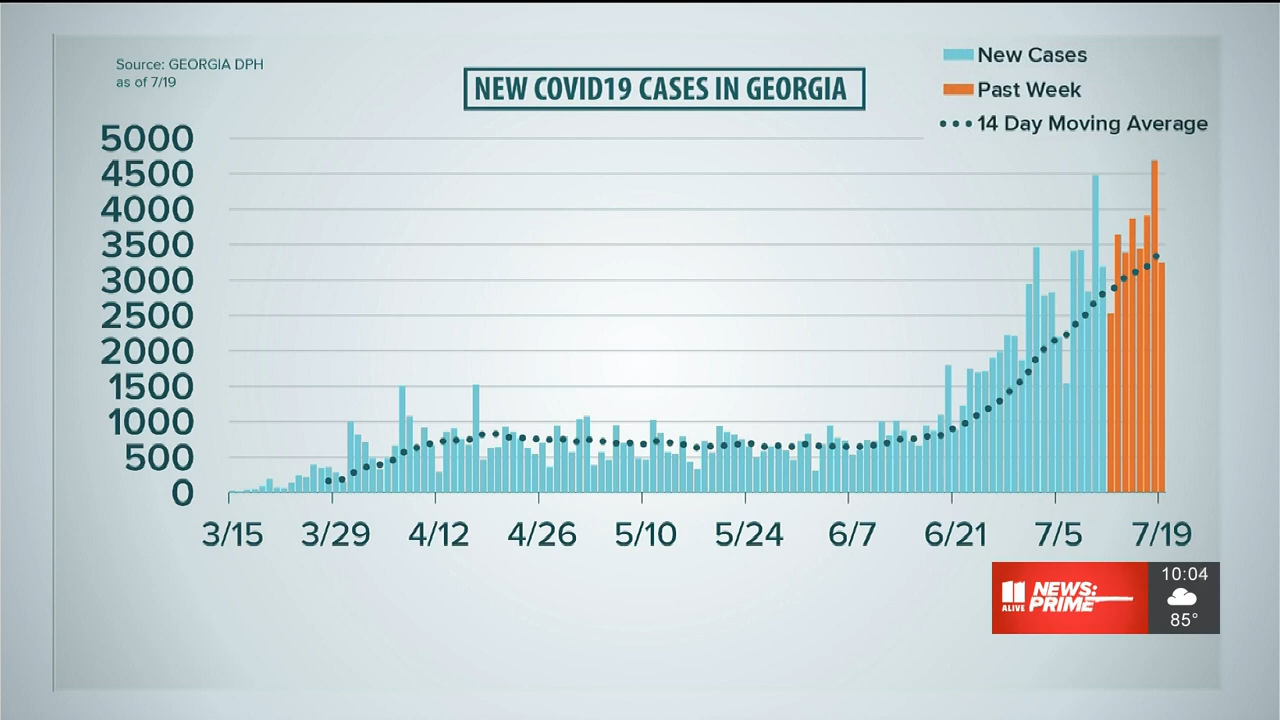 Source: GEORGIA DPH
as of 7/19
NEW COVID19 CASES IN GEORGIA
New Cases
Past Week
14 Day Moving Average
5000
4500
4000
3500
3000
2500
2000
1500
1000
500
0
3/15 3/29 4/12 4/26 5/10 5/24 6/7 6/21 7/5 7/19
11 ALIVE NEWS: PRIME
10:04
85°